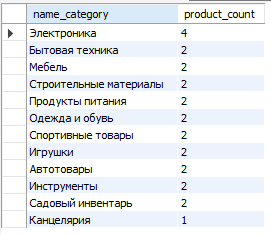 name_category product_count
Электроника 4
Бытовая техника 2
Мебель 2
Строительные материалы 2
Продукты питания 2
Одежда и обувь 2
Спортивные товары 2
Игрушки 2
Автотовары 2
Инструменты 2
Садовый инвентарь 2
Канцелярия 1